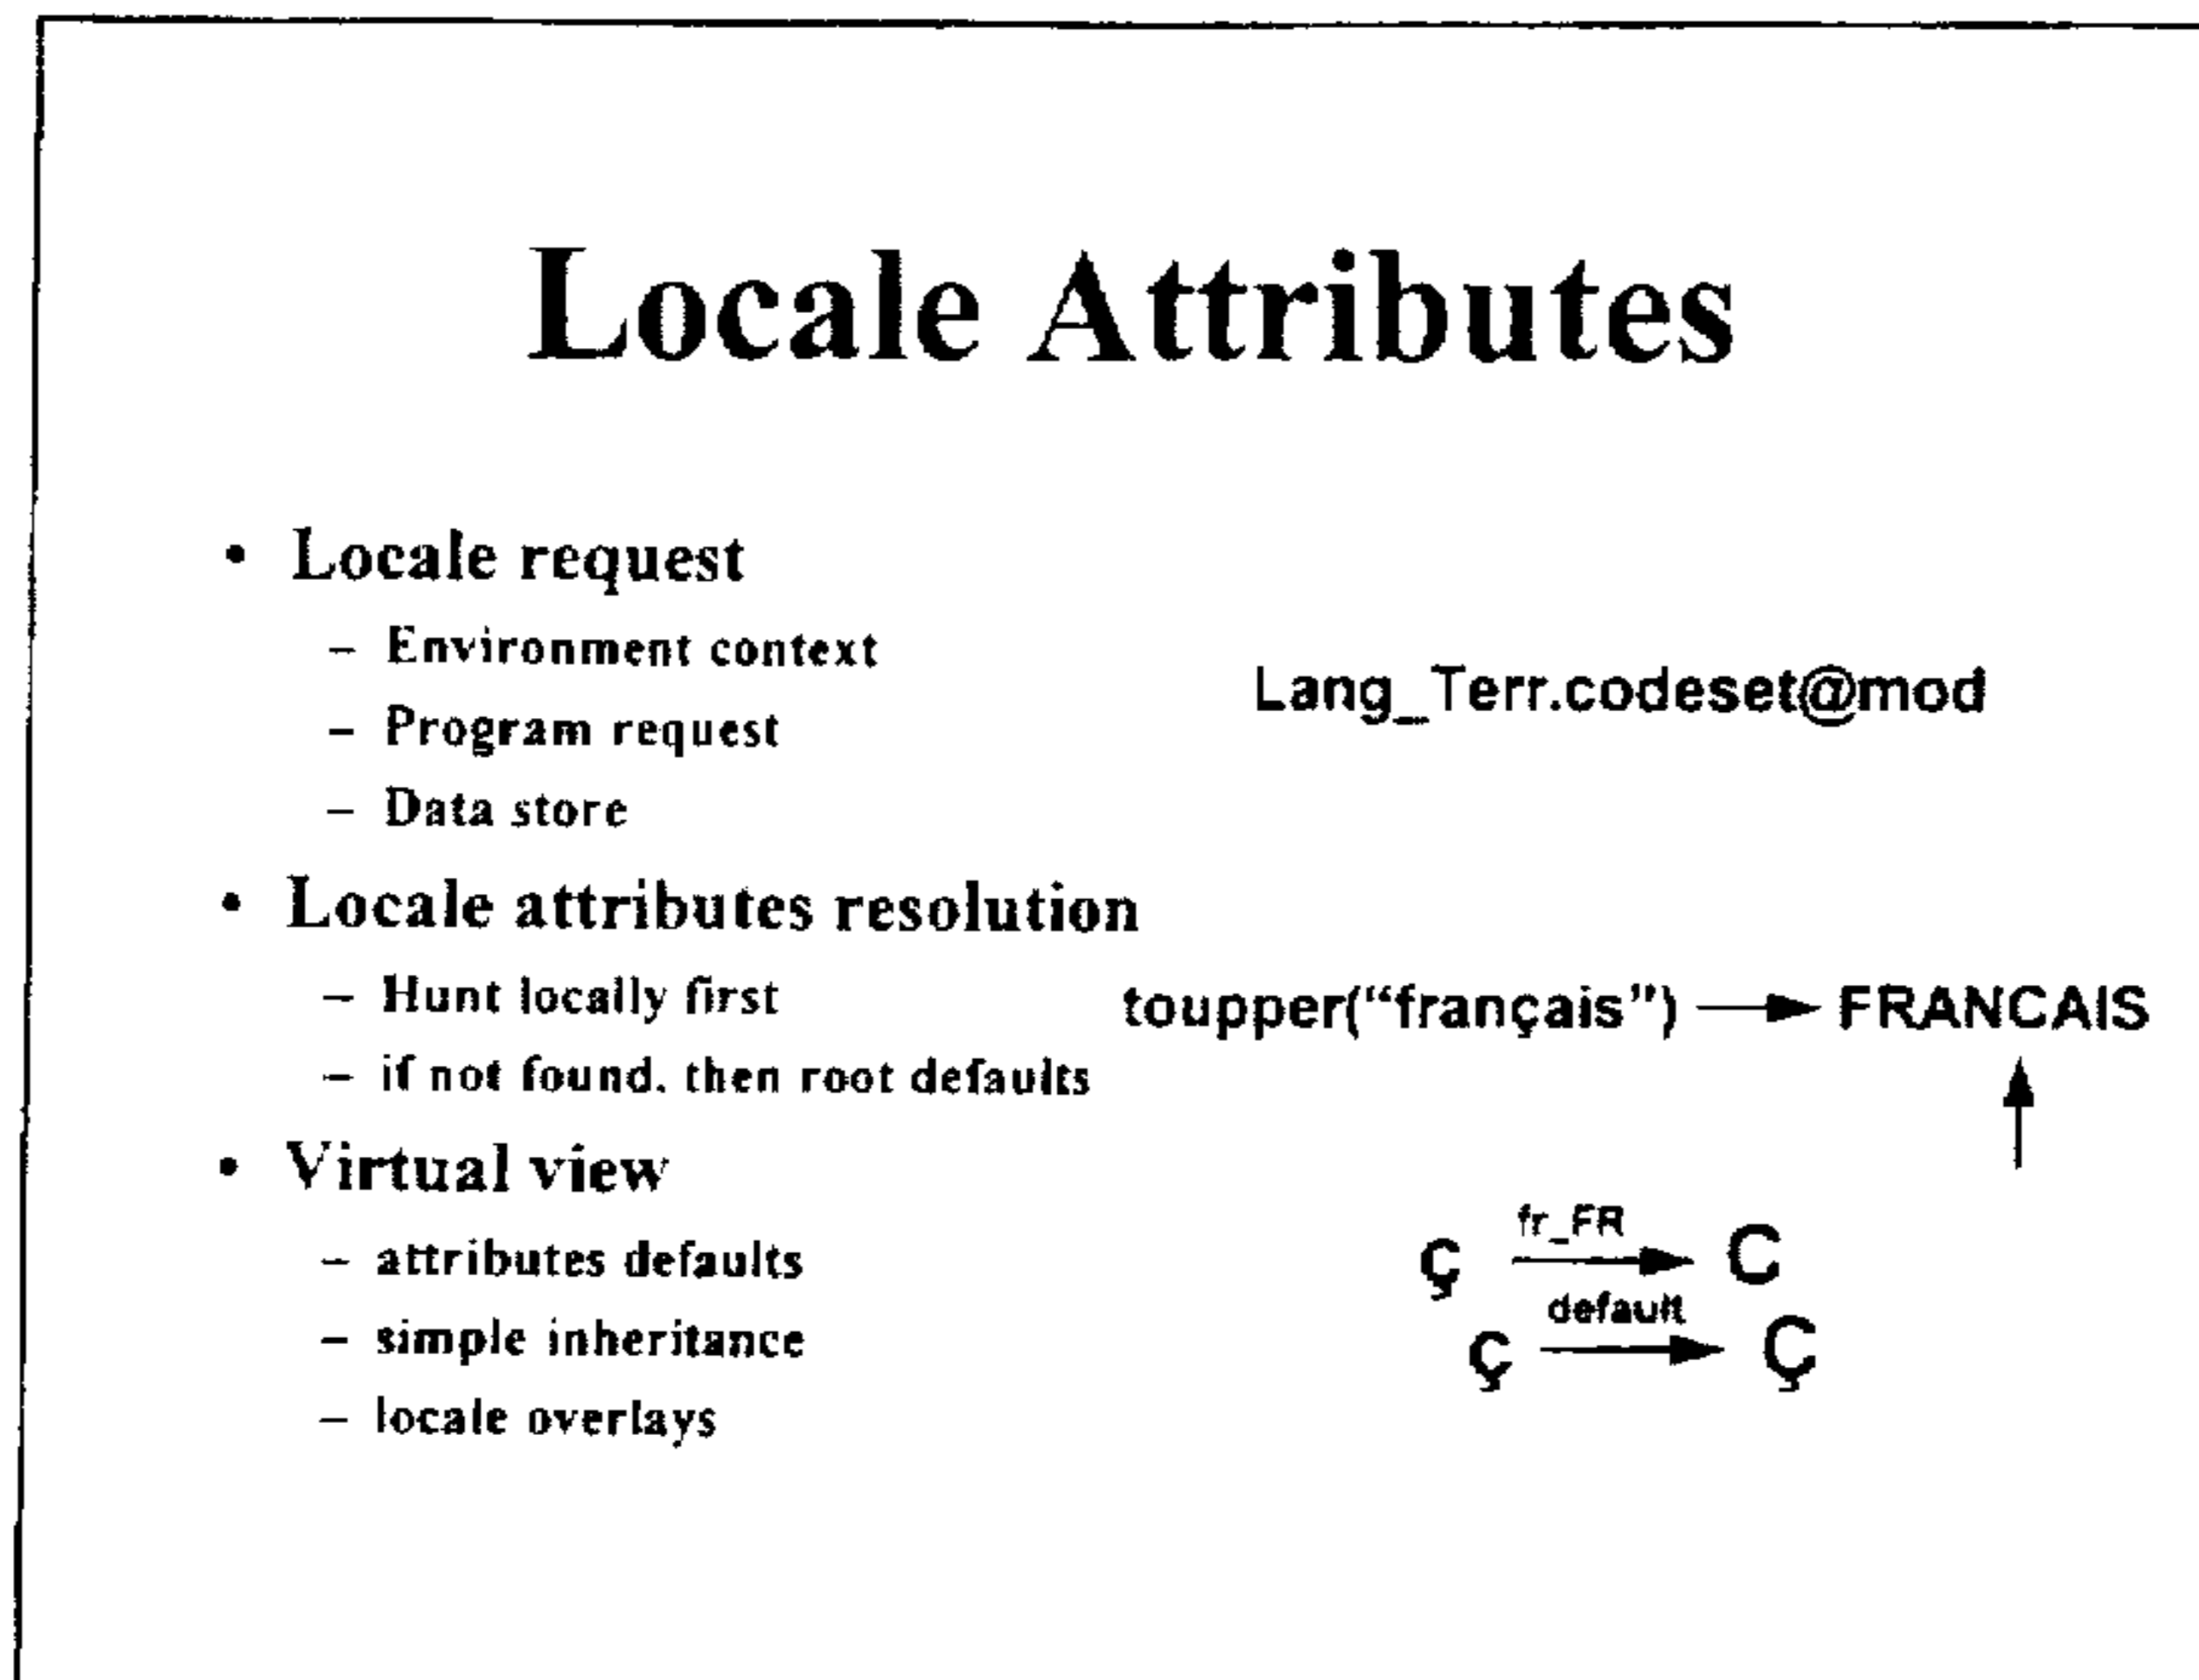 Locale Attributes
• Locale request
– Environment context
– Program request
– Data store
Lang_Terr.codeset@mod
• Locale attributes resolution
– Hunt locally first
– if not found, then root defaults
toupper("français") → FRANCAIS
• Virtual view
– attributes defaults
– simple inheritance
– locale overlays
fr_FR
ç → C
default
ç → Ç